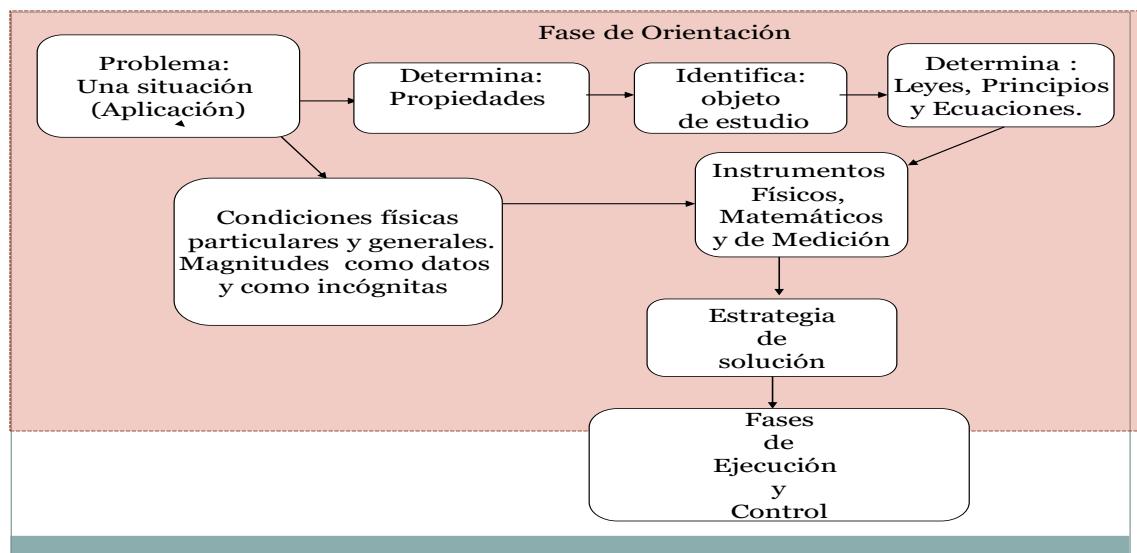 Fase de Orientación
Problema:
Una situación
(Aplicación)
Determina:
Propiedades
Identifica:
objeto
de estudio
Determina :
Leyes, Principios
y Ecuaciones.
Condiciones físicas
particulares y generales.
Magnitudes como datos
y como incógnitas
Instrumentos
Físicos,
Matemáticos
y de Medición
Estrategia
de
solución
Fases
de
Ejecución
y
Control